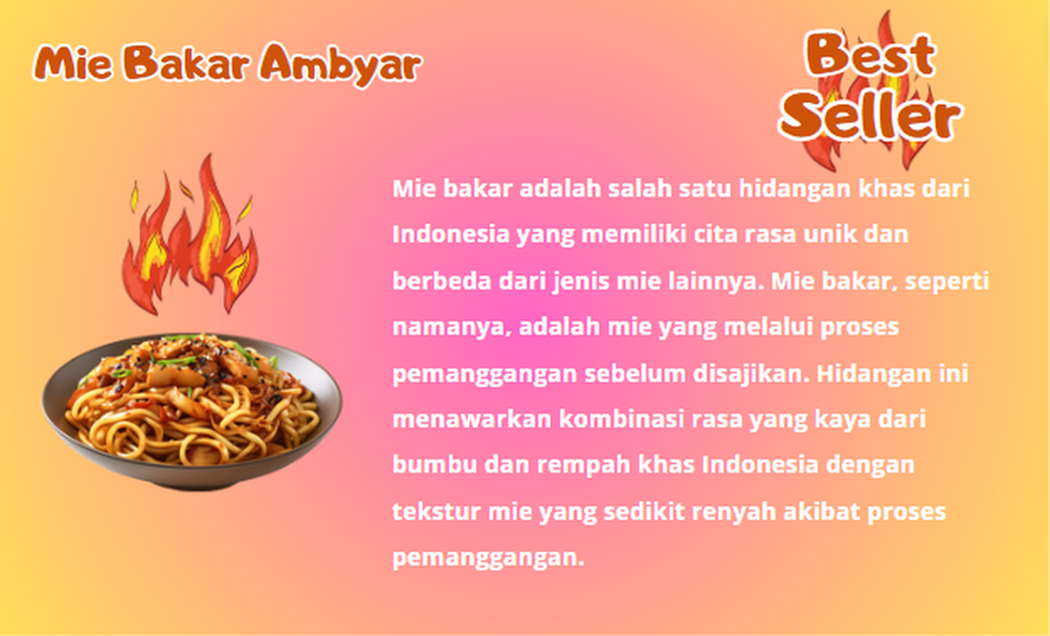 Mie Bakar Ambyar
Best
Seller
Mie bakar adalah salah satu hidangan khas dari
Indonesia yang memiliki cita rasa unik dan
berbeda dari jenis mie lainnya. Mie bakar, seperti
namanya, adalah mie yang melalui proses
pemanggangan sebelum disajikan. Hidangan ini
menawarkan kombinasi rasa yang kaya dari
bumbu dan rempah khas Indonesia dengan
tekstur mie yang sedikit renyah akibat proses
pemanggangan.